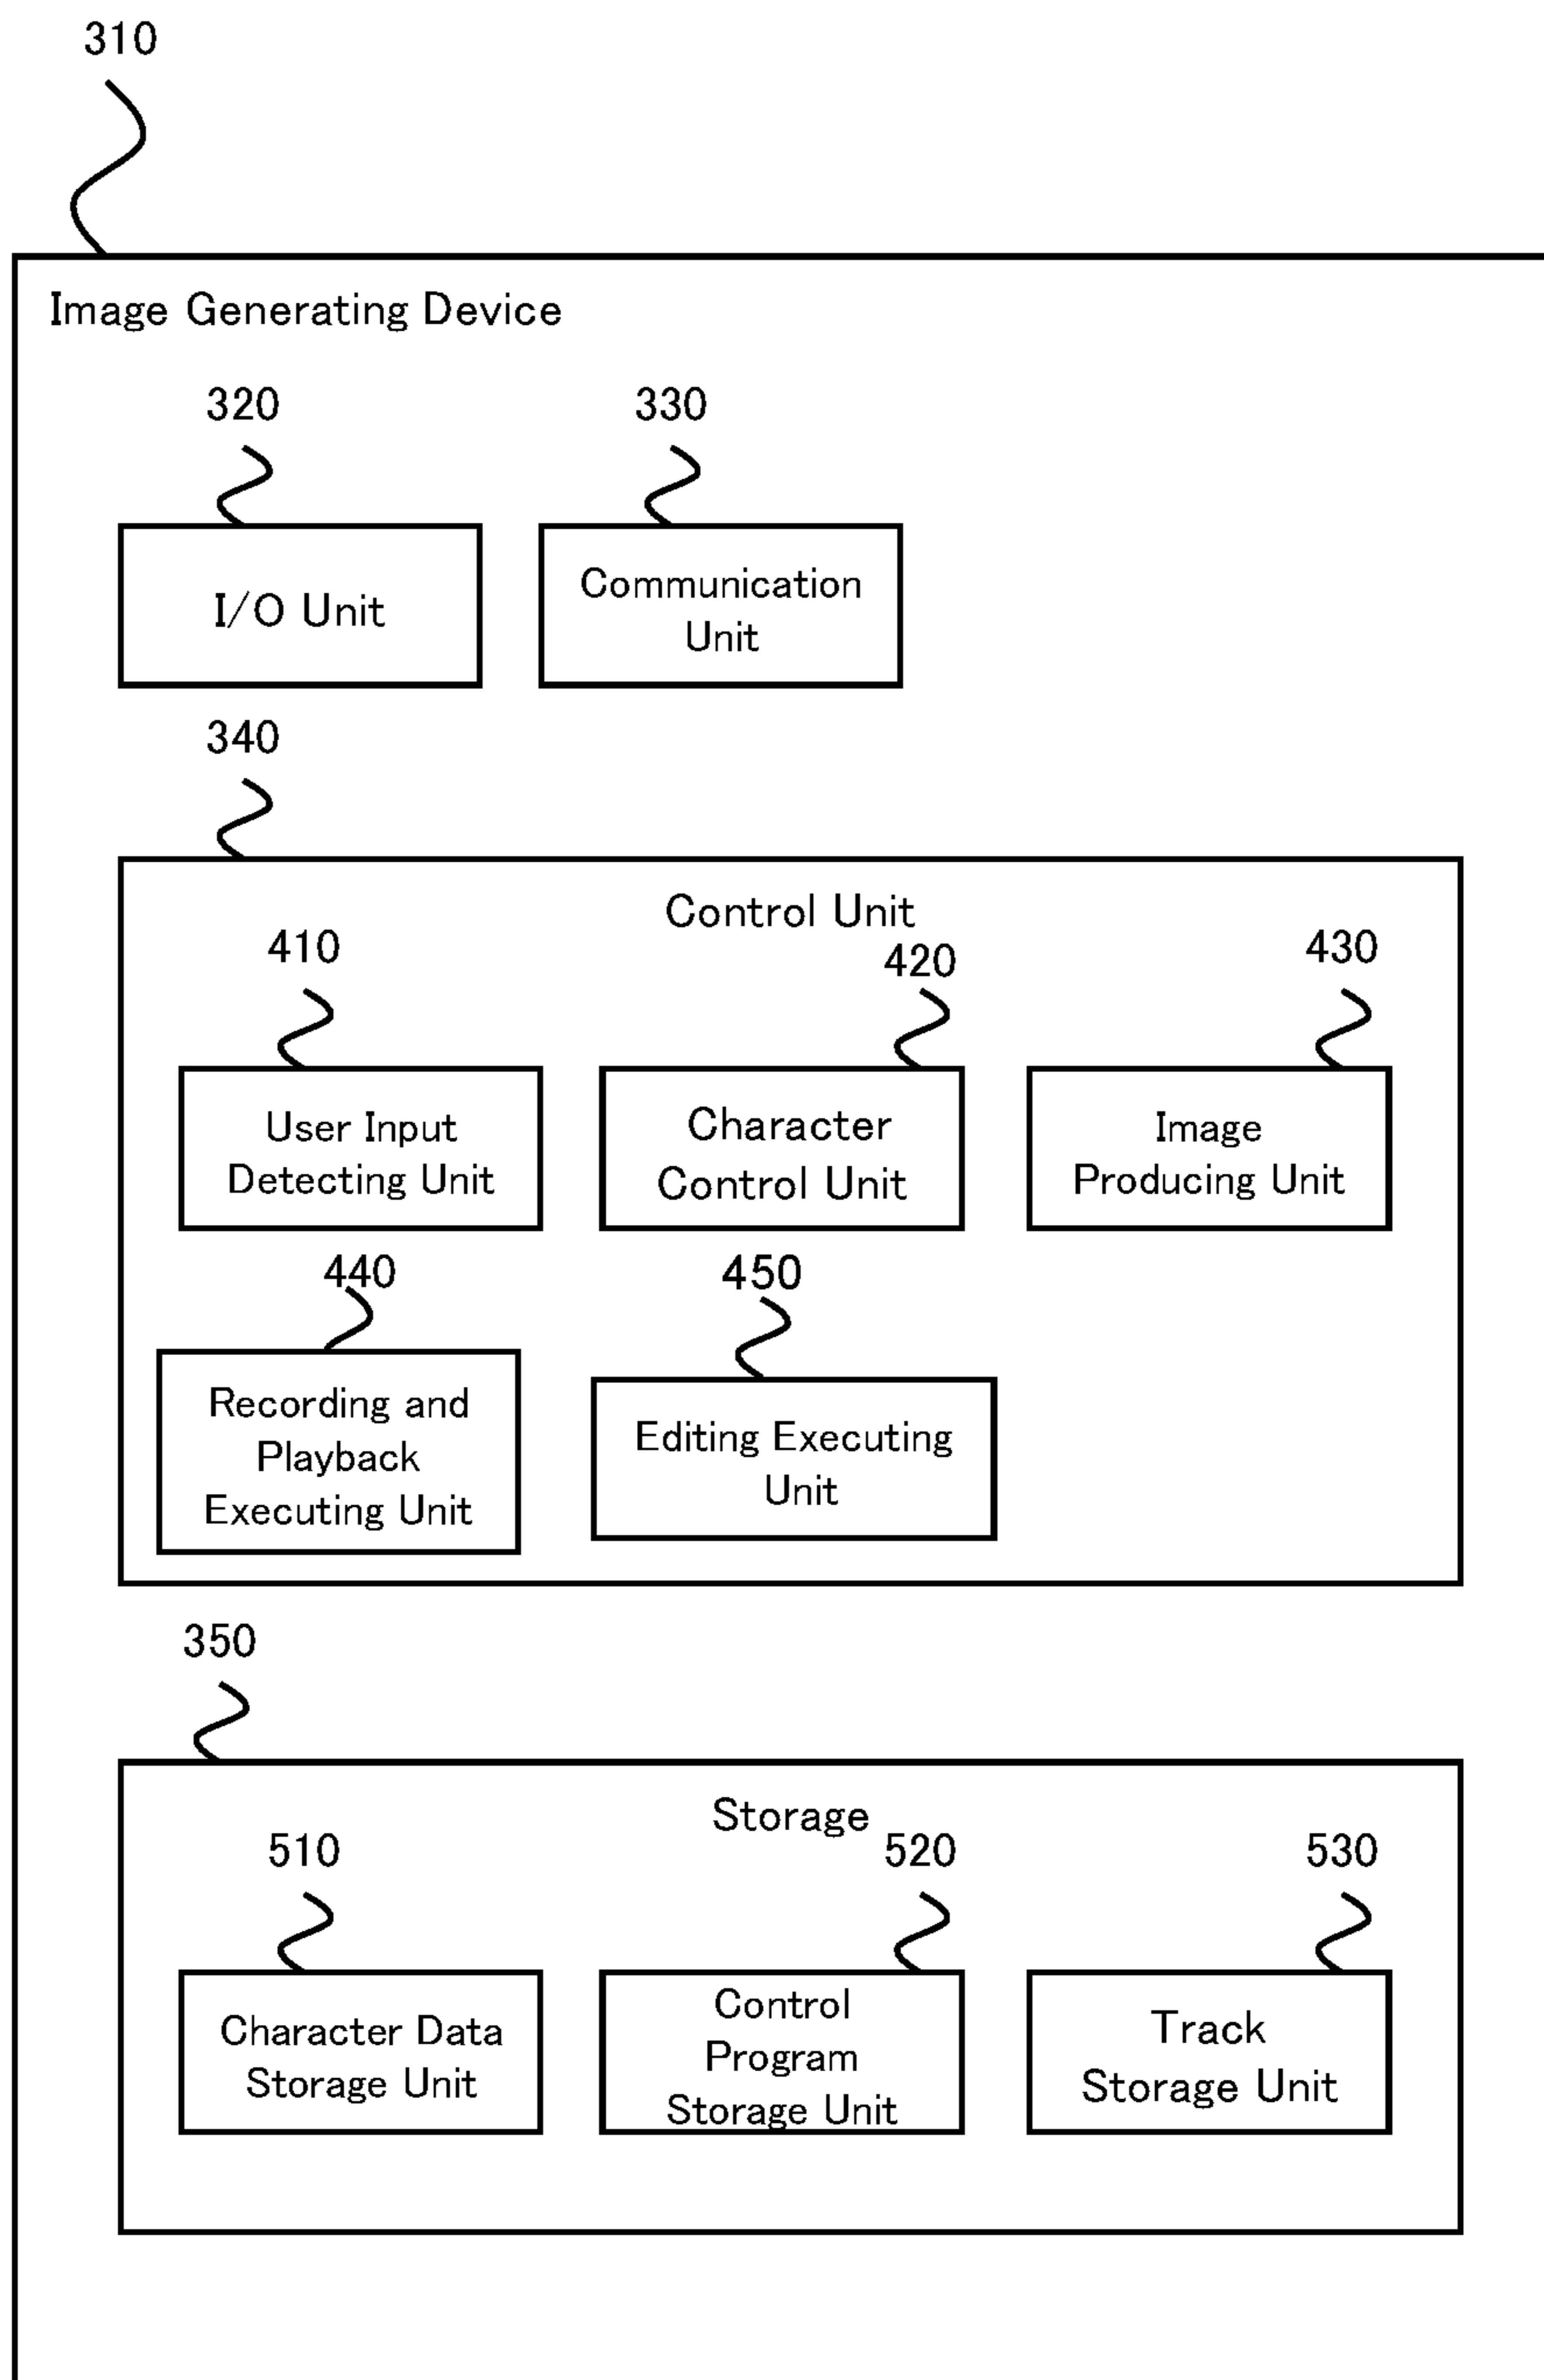 310
Image Generating Device
320
330
I/O Unit
Communication
Unit
340
Control Unit
410
420
430
User Input
Detecting Unit
Character
Control Unit
Image
Producing Unit
440
450
Recording and
Playback
Executing Unit
Editing Executing
Unit
350
Storage
510
520
530
Character Data
Storage Unit
Control
Program
Storage Unit
Track
Storage Unit